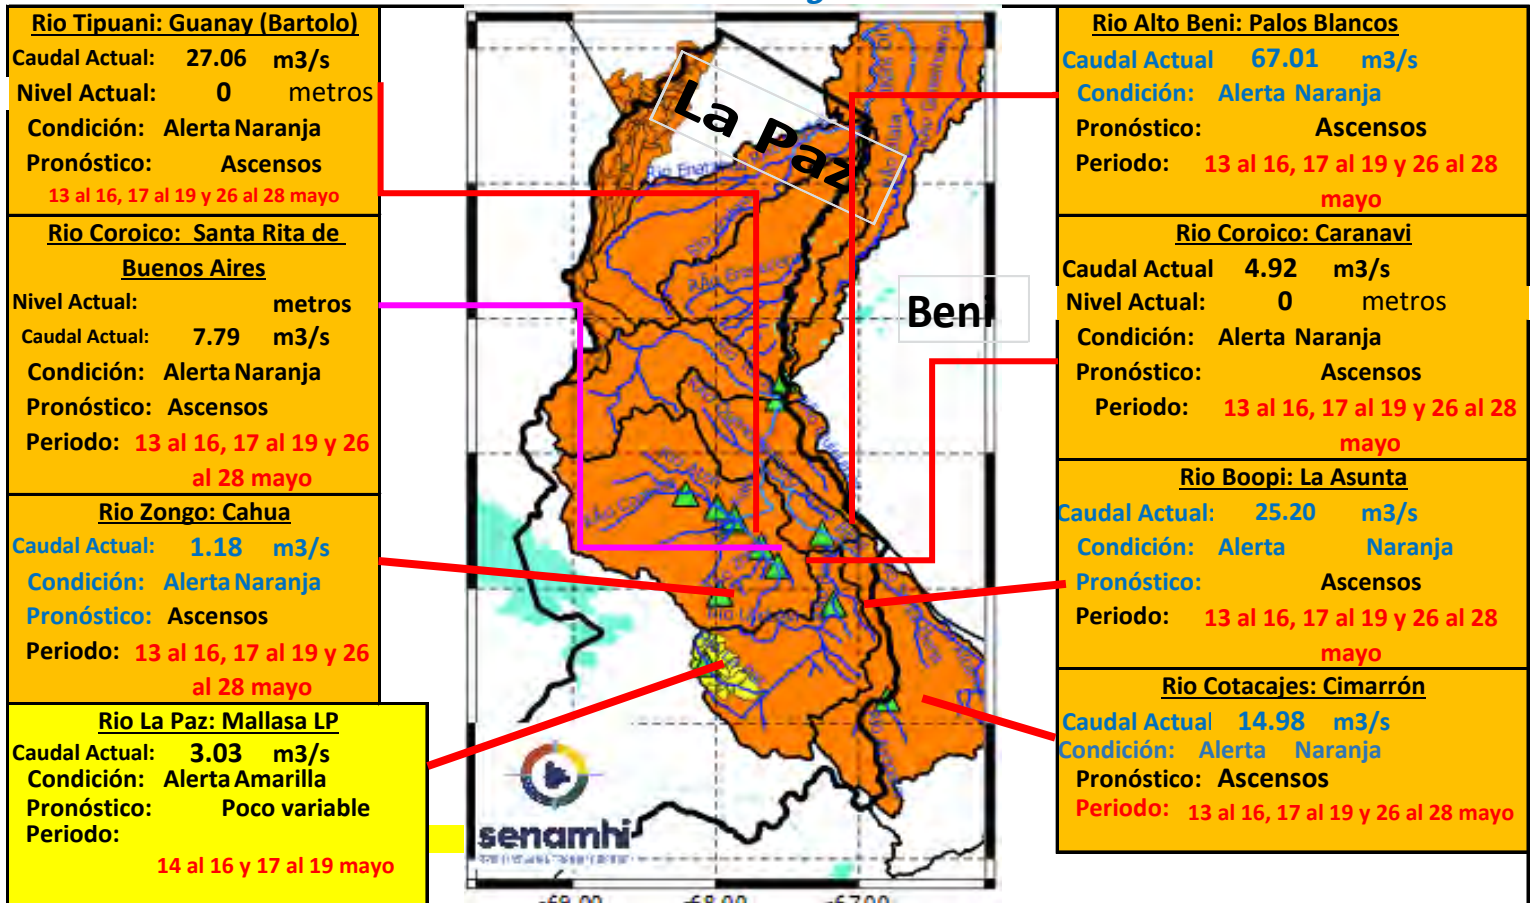 Rio Tipuani: Guanay (Bartolo)
Caudal Actual: 27.06 m3/s
Nivel Actual: 0 metros
Condición: Alerta Naranja
Pronóstico: Ascensos
13 al 16, 17 al 19 y 26 al 28 mayo
Rio Coroico: Santa Rita de
Buenos Aires
Nivel Actual: metros
Caudal Actual: 7.79 m3/s
Condición: Alerta Naranja
Pronóstico: Ascensos
Periodo: 13 al 16, 17 al 19 y 26
al 28 mayo
Rio Zongo: Cahua
Caudal Actual: 1.18 m3/s
Condición: Alerta Naranja
Pronóstico: Ascensos
Periodo: 13 al 16, 17 al 19 y 26
al 28 mayo
Rio La Paz: Mallasa LP
Caudal Actual: 3.03 m3/s
Condición: Alerta Amarilla
Pronóstico: Poco variable
Periodo:
14 al 16 y 17 al 19 mayo
La Paz
Beni
senamhi
-69.00 -68.00 -67.00
Rio Alto Beni: Palos Blancos
Caudal Actual 67.01 m3/s
Condición: Alerta Naranja
Pronóstico: Ascensos
Periodo: 13 al 16, 17 al 19 y 26 al 28
mayo
Rio Coroico: Caranavi
Caudal Actual 4.92 m3/s
Nivel Actual: 0 metros
Condición: Alerta Naranja
Pronóstico: Ascensos
Periodo: 13 al 16, 17 al 19 y 26 al 28
mayo
Rio Boopi: La Asunta
Caudal Actual: 25.20 m3/s
Condición: Alerta Naranja
Pronóstico: Ascensos
Periodo: 13 al 16, 17 al 19 y 26 al 28
mayo
Rio Cotacajes: Cimarrón
Caudal Actual 14.98 m3/s
Condición: Alerta Naranja
Pronóstico: Ascensos
Periodo: 13 al 16, 17 al 19 y 26 al 28 mayo